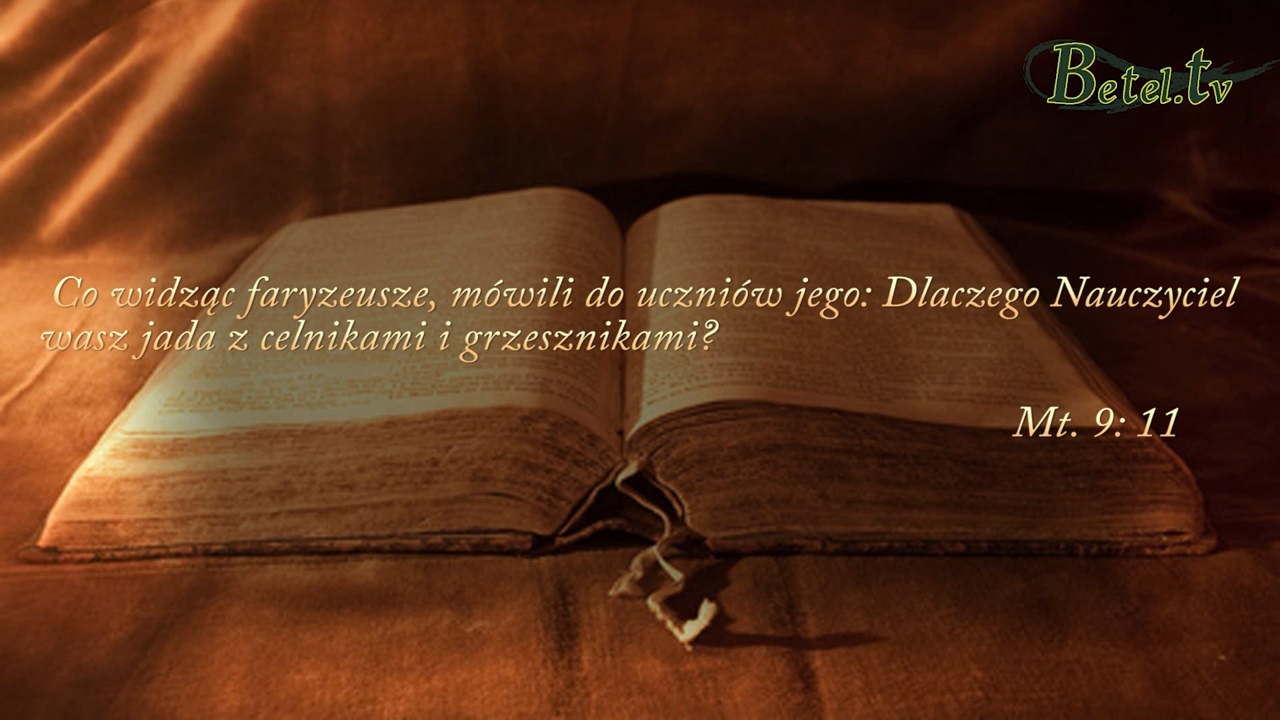 Betel.tv
Co widząc faryzeusze, mówili do uczniów jego: Dlaczego Nauczyciel
wasz jada z celnikami i grzesznikami?
Mt. 9: 11